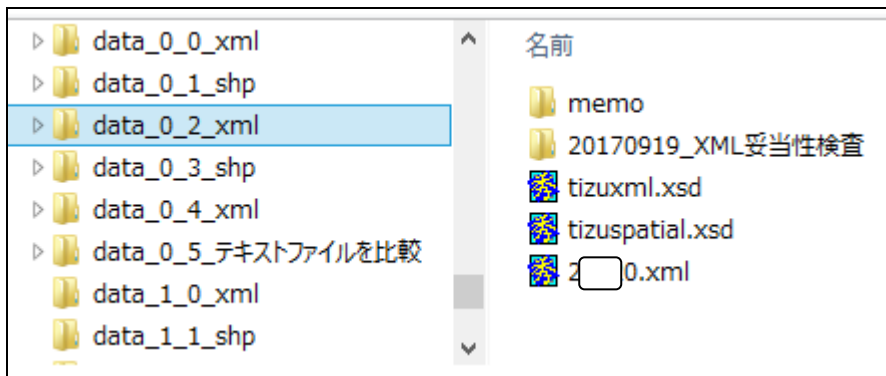 data_0_0_xml
data_0_1_shp
data_0_2_xml
data_0_3_shp
data_0_4_xml
data_0_5_テキストファイルを比較
data_1_0_xml
data_1_1_shp
名前
memo
20170919_XML妥当性検査
tizuxml.xsd
tizuspatial.xsd
2 0.xml